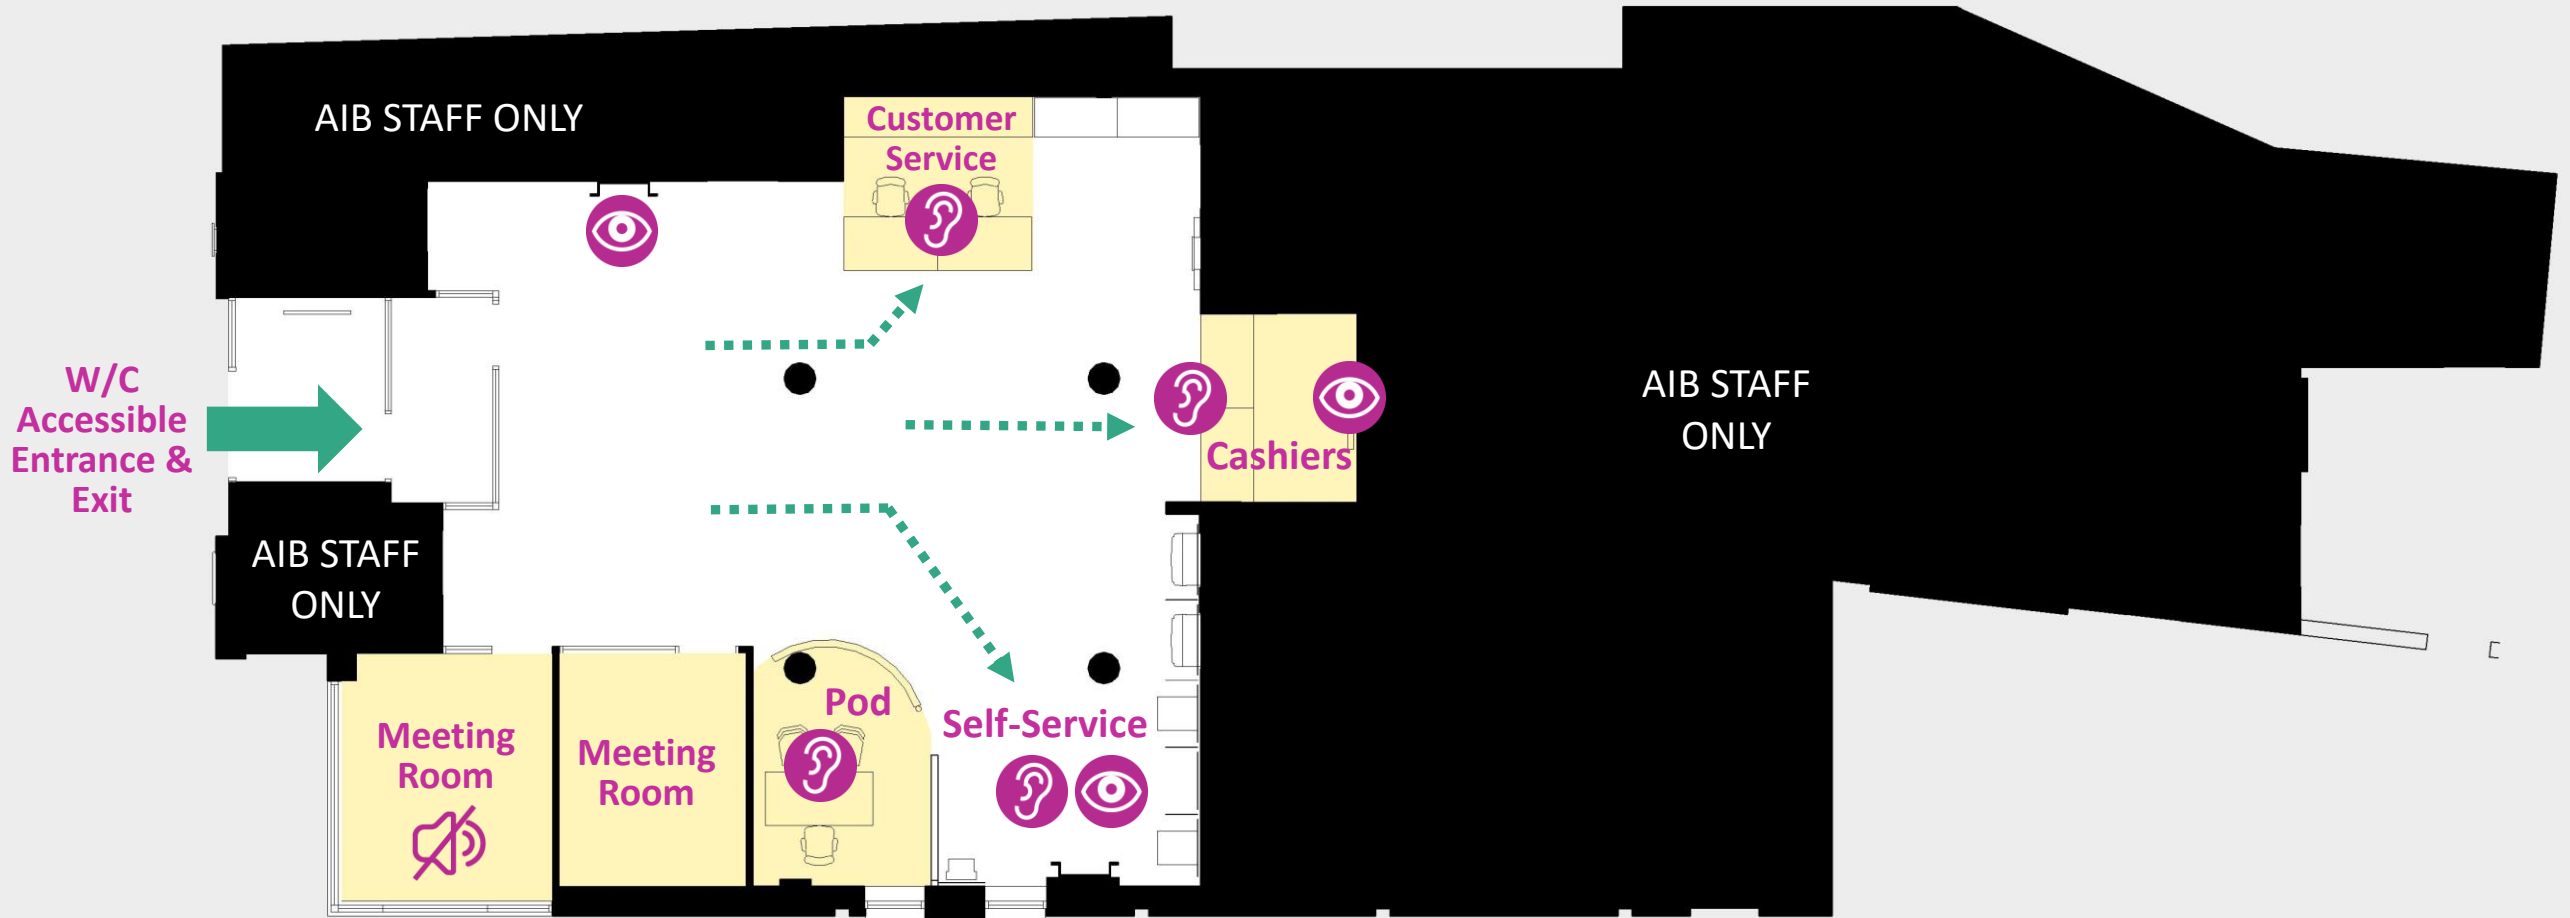 AIB STAFF ONLY
Customer
Service
W/C
Accessible
Entrance &
Exit
Cashiers
AIB STAFF
ONLY
AIB STAFF
ONLY
Meeting
Room
Meeting
Room
Pod
Self-Service